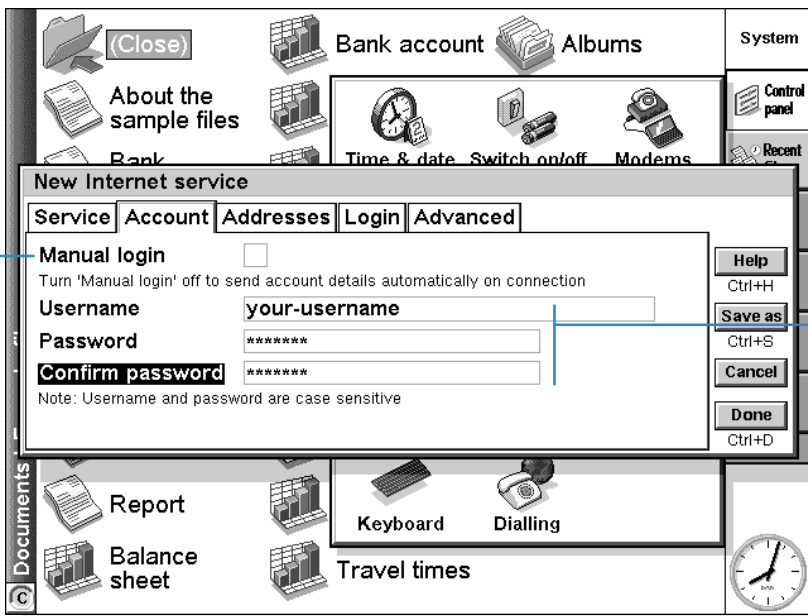 (Close)
Bank account
Albums
System
About the
sample files
Control
panel
Bank
Time & date
Switch on/off
Modems
Recent
New Internet service
Service
Account
Addresses
Login
Advanced
Manual login
Turn 'Manual login' off to send account details automatically on connection
Username
your-username
Password
*******
Confirm password
*******
Note: Username and password are case sensitive
Help
Ctrl+H
Save as
Ctrl+S
Cancel
Done
Ctrl+D
Documents
Report
Keyboard
Dialling
Balance
sheet
Travel times
C